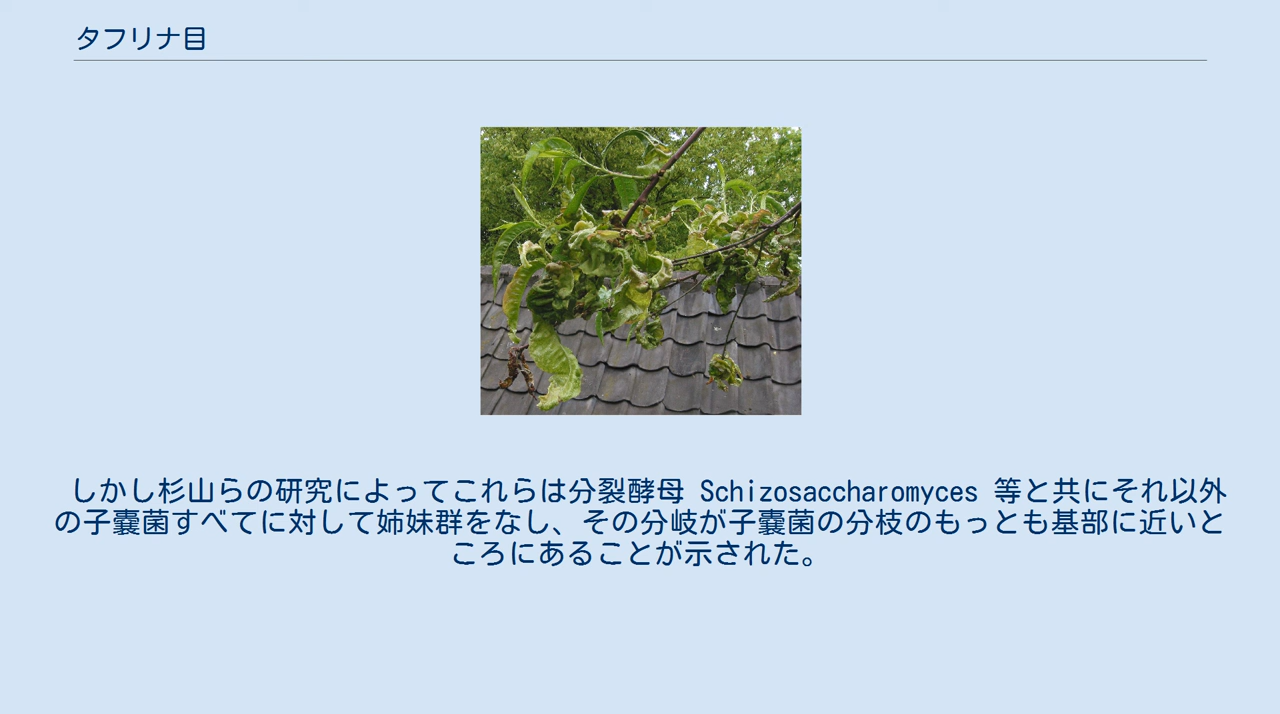 タフリナ目
しかし杉山らの研究によってこれらは分裂酵母 Schizosaccharomyces 等と共にそれ以外
の子嚢菌すべてに対して姉妹群をなし、その分岐が子嚢菌の分枝のもっとも基部に近いと
ころにあることが示された。